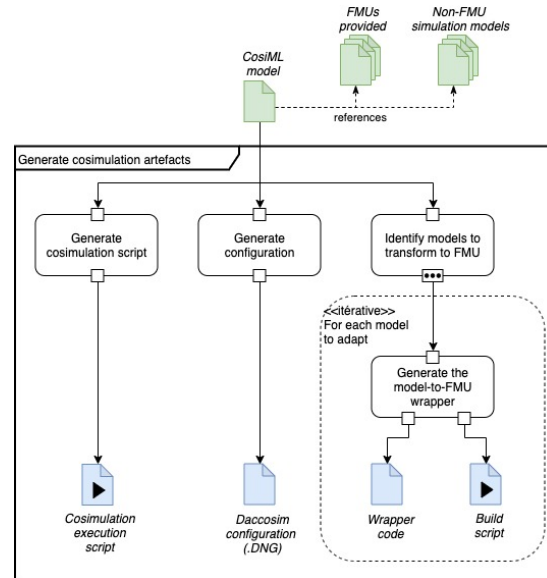 FMUs
provided
Non-FMU
simulation models
CosiML
model
references
Generate cosimulation artefacts
Generate
cosimulation script
Generate
configuration
Identify models to
transform to FMU
<<itérative>>
For each model
to adapt
Generate the
model-to-FMU
wrapper
Cosimulation
execution
script
Daccosim
configuration
(.DNG)
Wrapper
code
Build
script